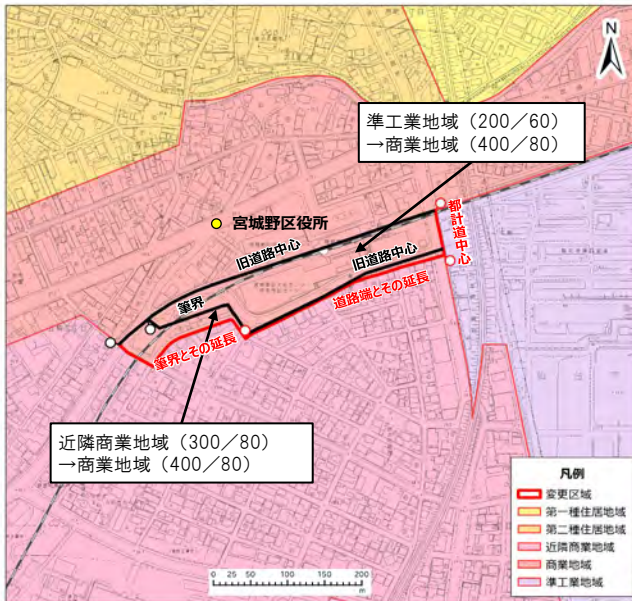 N
準工業地域（200／60）
→商業地域（400／80）
宮城野区役所
都計道中心
旧道路中心
旧道路中心
筆界
道路端とその延長
筆界とその延長
近隣商業地域（300／80）
→商業地域（400／80）
凡例
変更区域
第一種住居地域
第二種住居地域
近隣商業地域
商業地域
準工業地域
0 25 50 100 150 200
m